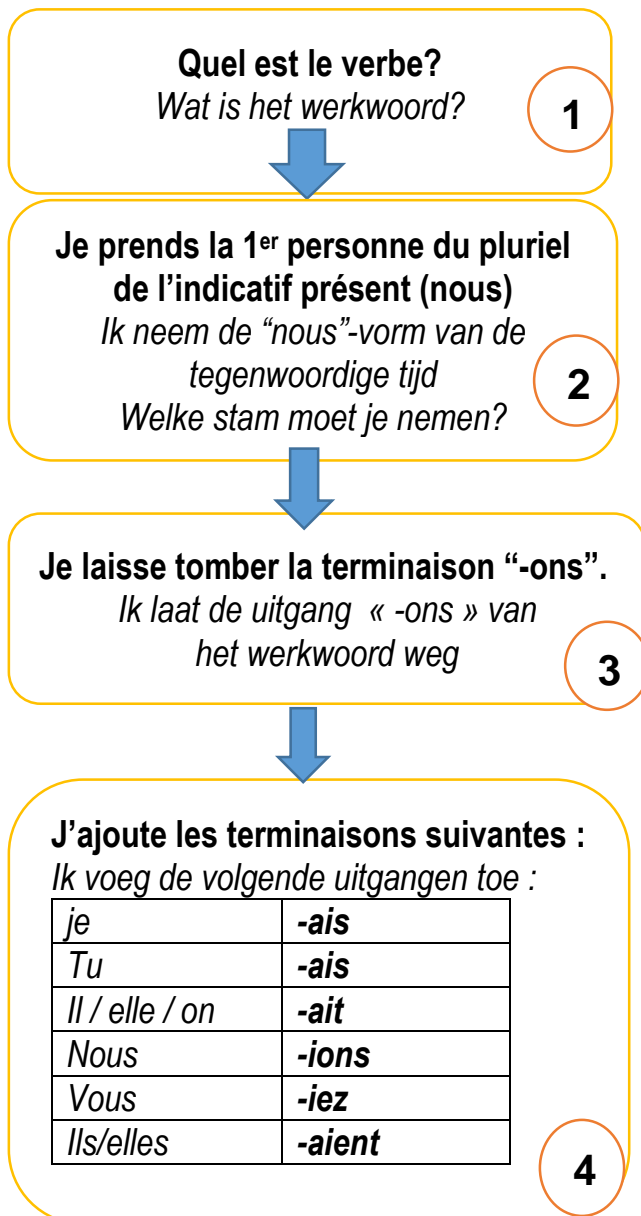 Quel est le verbe?
Wat is het werkwoord?
1
Je prends la 1er personne du pluriel
de l’indicatif présent (nous)
Ik neem de “nous”-vorm van de
tegenwoordige tijd
Welke stam moet je nemen?
2
Je laisse tomber la terminaison “-ons”.
Ik laat de uitgang « -ons » van
het werkwoord weg
3
J’ajoute les terminaisons suivantes :
Ik voeg de volgende uitgangen toe :
je -ais
Tu -ais
Il / elle / on -ait
Nous -ions
Vous -iez
Ils/elles -aient
4